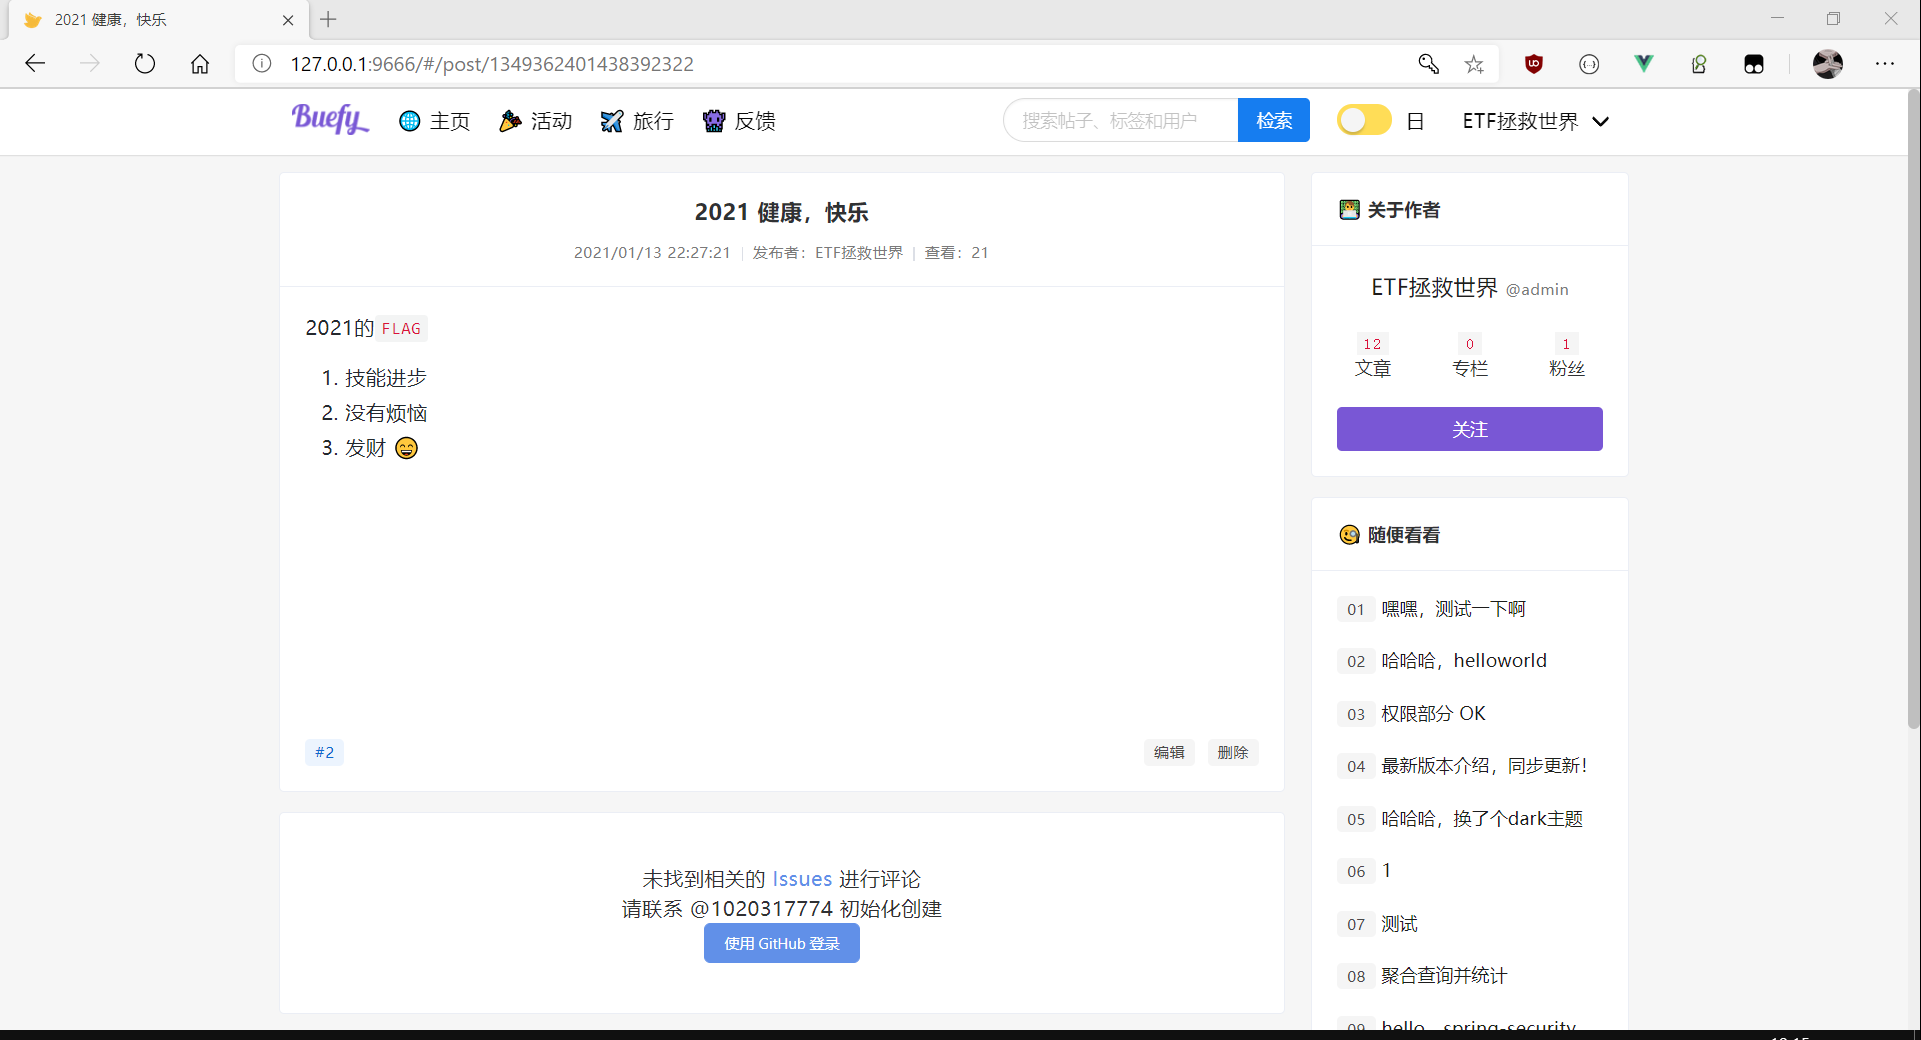 2021 健康，快乐
127.0.0.1:9666/#/post/1349362401438392322
Buefy 主页 活动 旅行 反馈 搜索帖子、标签和用户 检索 日 ETF拯救世界
2021 健康，快乐
2021/01/13 22:27:21 | 发布者：ETF拯救世界 | 查看：21
2021的 FLAG
1. 技能进步
2. 没有烦恼
3. 发财 😄
#2 编辑 删除
未找到相关的 Issues 进行评论
请联系 @1020317774 初始化创建
使用 GitHub 登录
关于作者
ETF拯救世界 @admin
12 0 1
文章 专栏 粉丝
关注
随便看看
01 嘿嘿，测试一下啊
02 哈哈哈，helloworld
03 权限部分 OK
04 最新版本介绍，同步更新！
05 哈哈哈，换了个dark主题
06 1
07 测试
08 聚合查询并统计
09 hello，spring-security